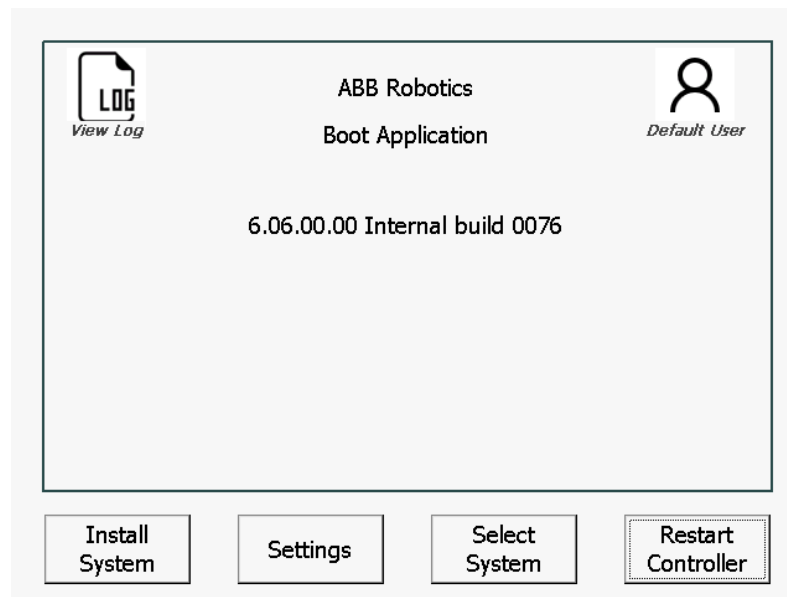 LOG
View Log
ABB Robotics
Boot Application
Default User
6.06.00.00 Internal build 0076
Install
System
Settings
Select
System
Restart
Controller